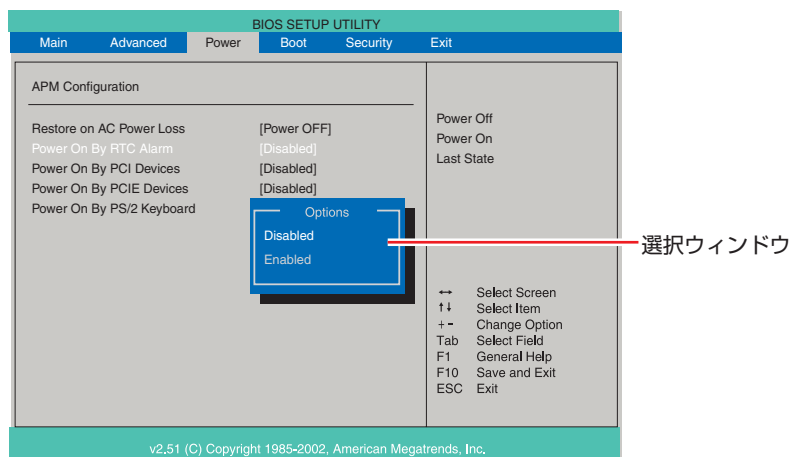 BIOS SETUP UTILITY
Main Advanced Power Boot Security Exit
APM Configuration
Restore on AC Power Loss [Power OFF]
Power On By RTC Alarm [Disabled]
Power On By PCI Devices [Disabled]
Power On By PCIE Devices [Disabled]
Power On By PS/2 Keyboard
Options
Disabled
Enabled
Power Off
Power On
Last State
選択ウィンドウ
↔ Select Screen
↑↓ Select Item
+- Change Option
Tab Select Field
F1 General Help
F10 Save and Exit
ESC Exit
v2.51 (C) Copyright 1985-2002, American Megatrends, Inc.